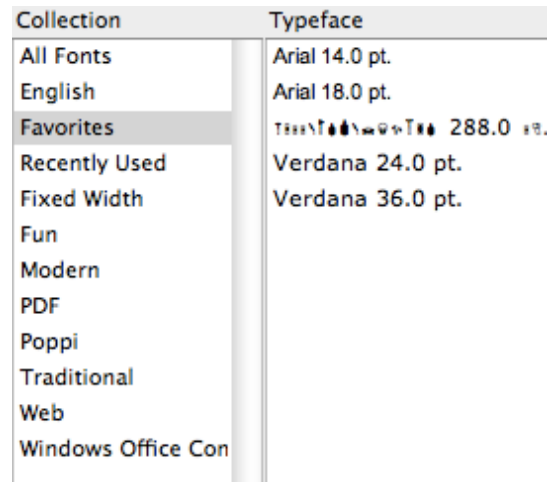 Collection
Typeface
All Fonts
English
Favorites
Recently Used
Fixed Width
Fun
Modern
PDF
Poppi
Traditional
Web
Windows Office Con
Arial 14.0 pt.
Arial 18.0 pt.
288.0
Verdana 24.0 pt.
Verdana 36.0 pt.